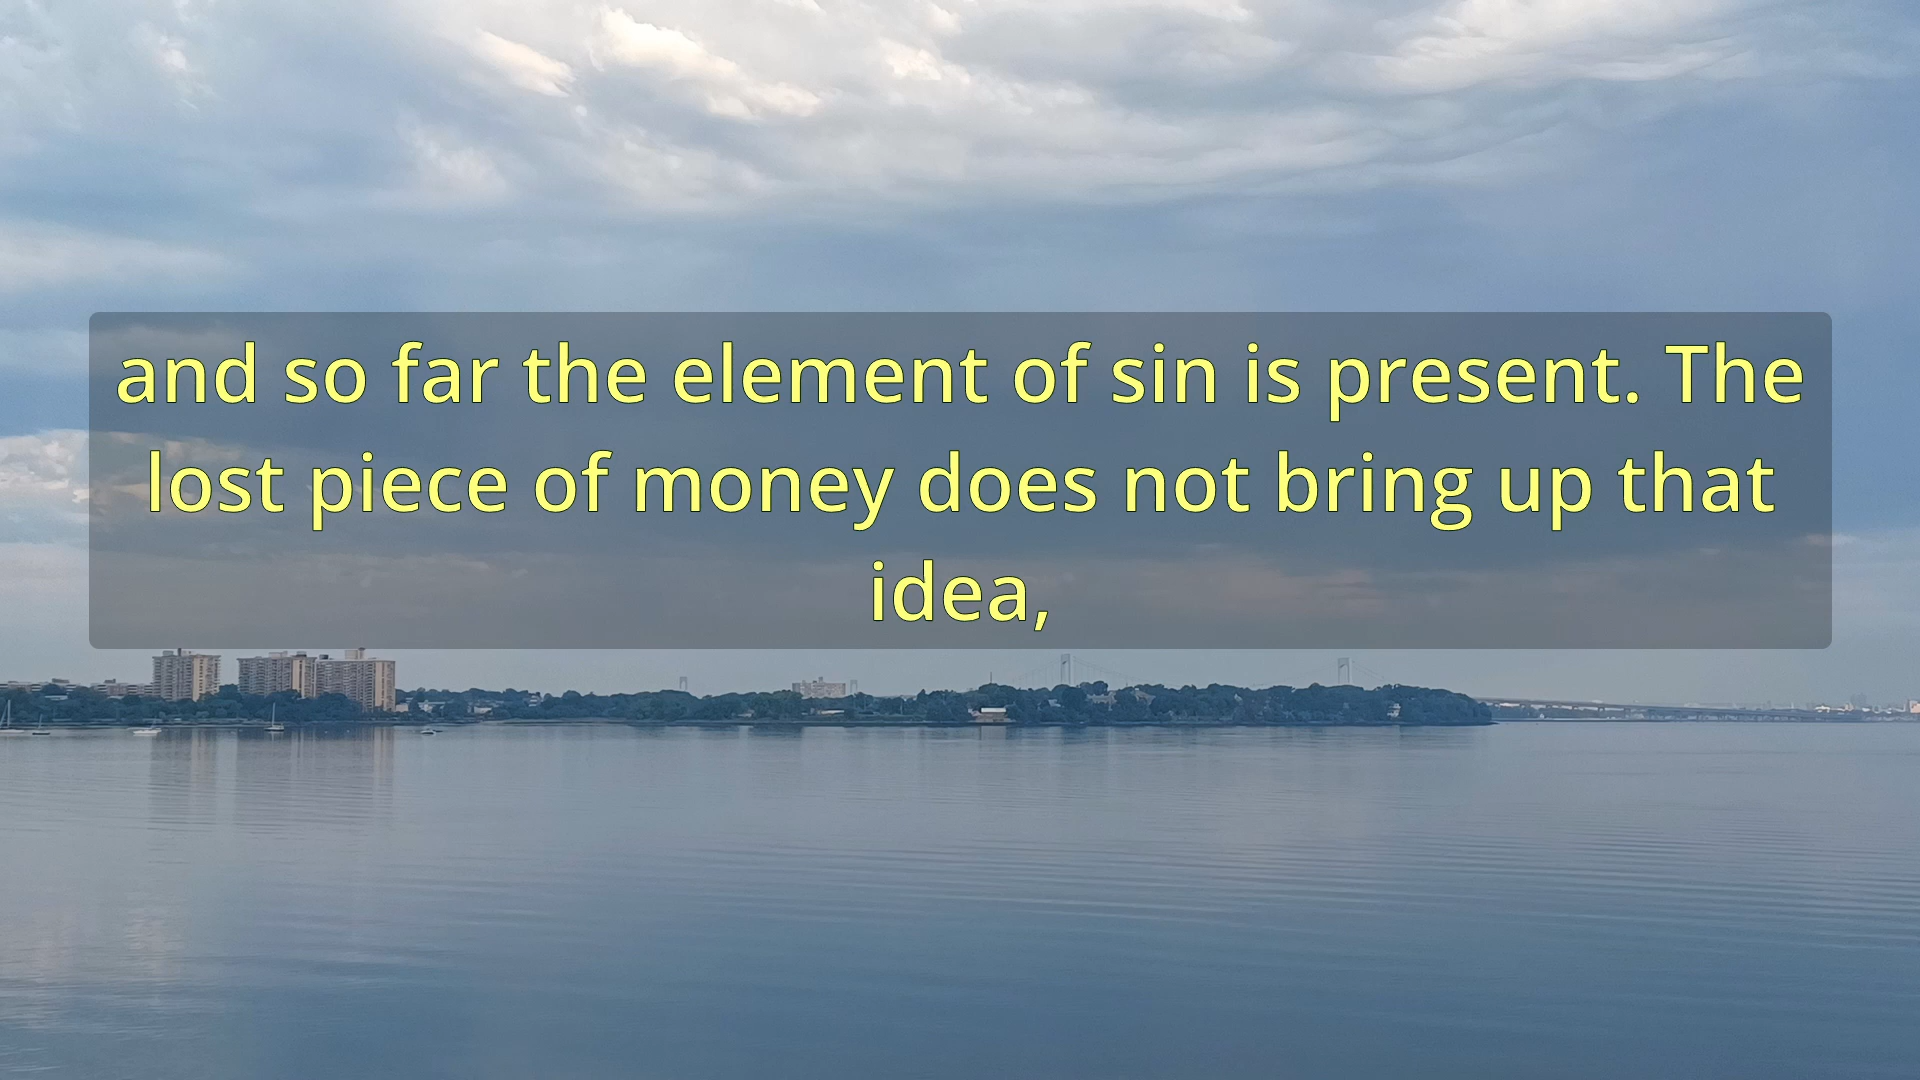 and so far the element of sin is present. The
lost piece of money does not bring up that
idea,